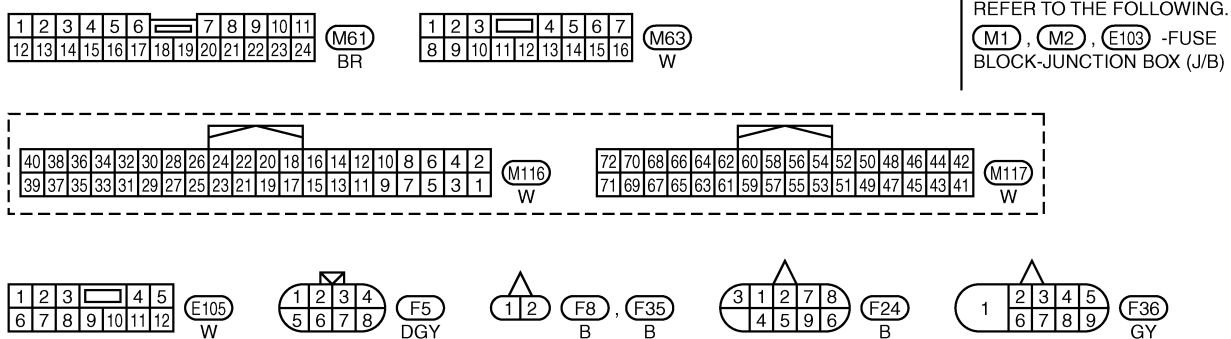 1 2 3 4 5 6 7 8 9 10 11
12 13 14 15 16 17 18 19 20 21 22 23 24
M61
BR
1 2 3 4 5 6 7
8 9 10 11 12 13 14 15 16
M63
W
REFER TO THE FOLLOWING.
M1 , M2 , E103 -FUSE
BLOCK-JUNCTION BOX (J/B)
40 38 36 34 32 30 28 26 24 22 20 18 16 14 12 10 8 6 4 2
39 37 35 33 31 29 27 25 23 21 19 17 15 13 11 9 7 5 3 1
M116
W
72 70 68 66 64 62 60 58 56 54 52 50 48 46 44 42
71 69 67 65 63 61 59 57 55 53 51 49 47 45 43 41
M117
W
1 2 3 4 5
6 7 8 9 10 11 12
E105
W
1 2 3 4
5 6 7 8
F5
DGY
1 2
F8 , F35
B B
3 1 2 7 8
4 5 9 6
F24
B
1 2 3 4 5
6 7 8 9
F36
GY